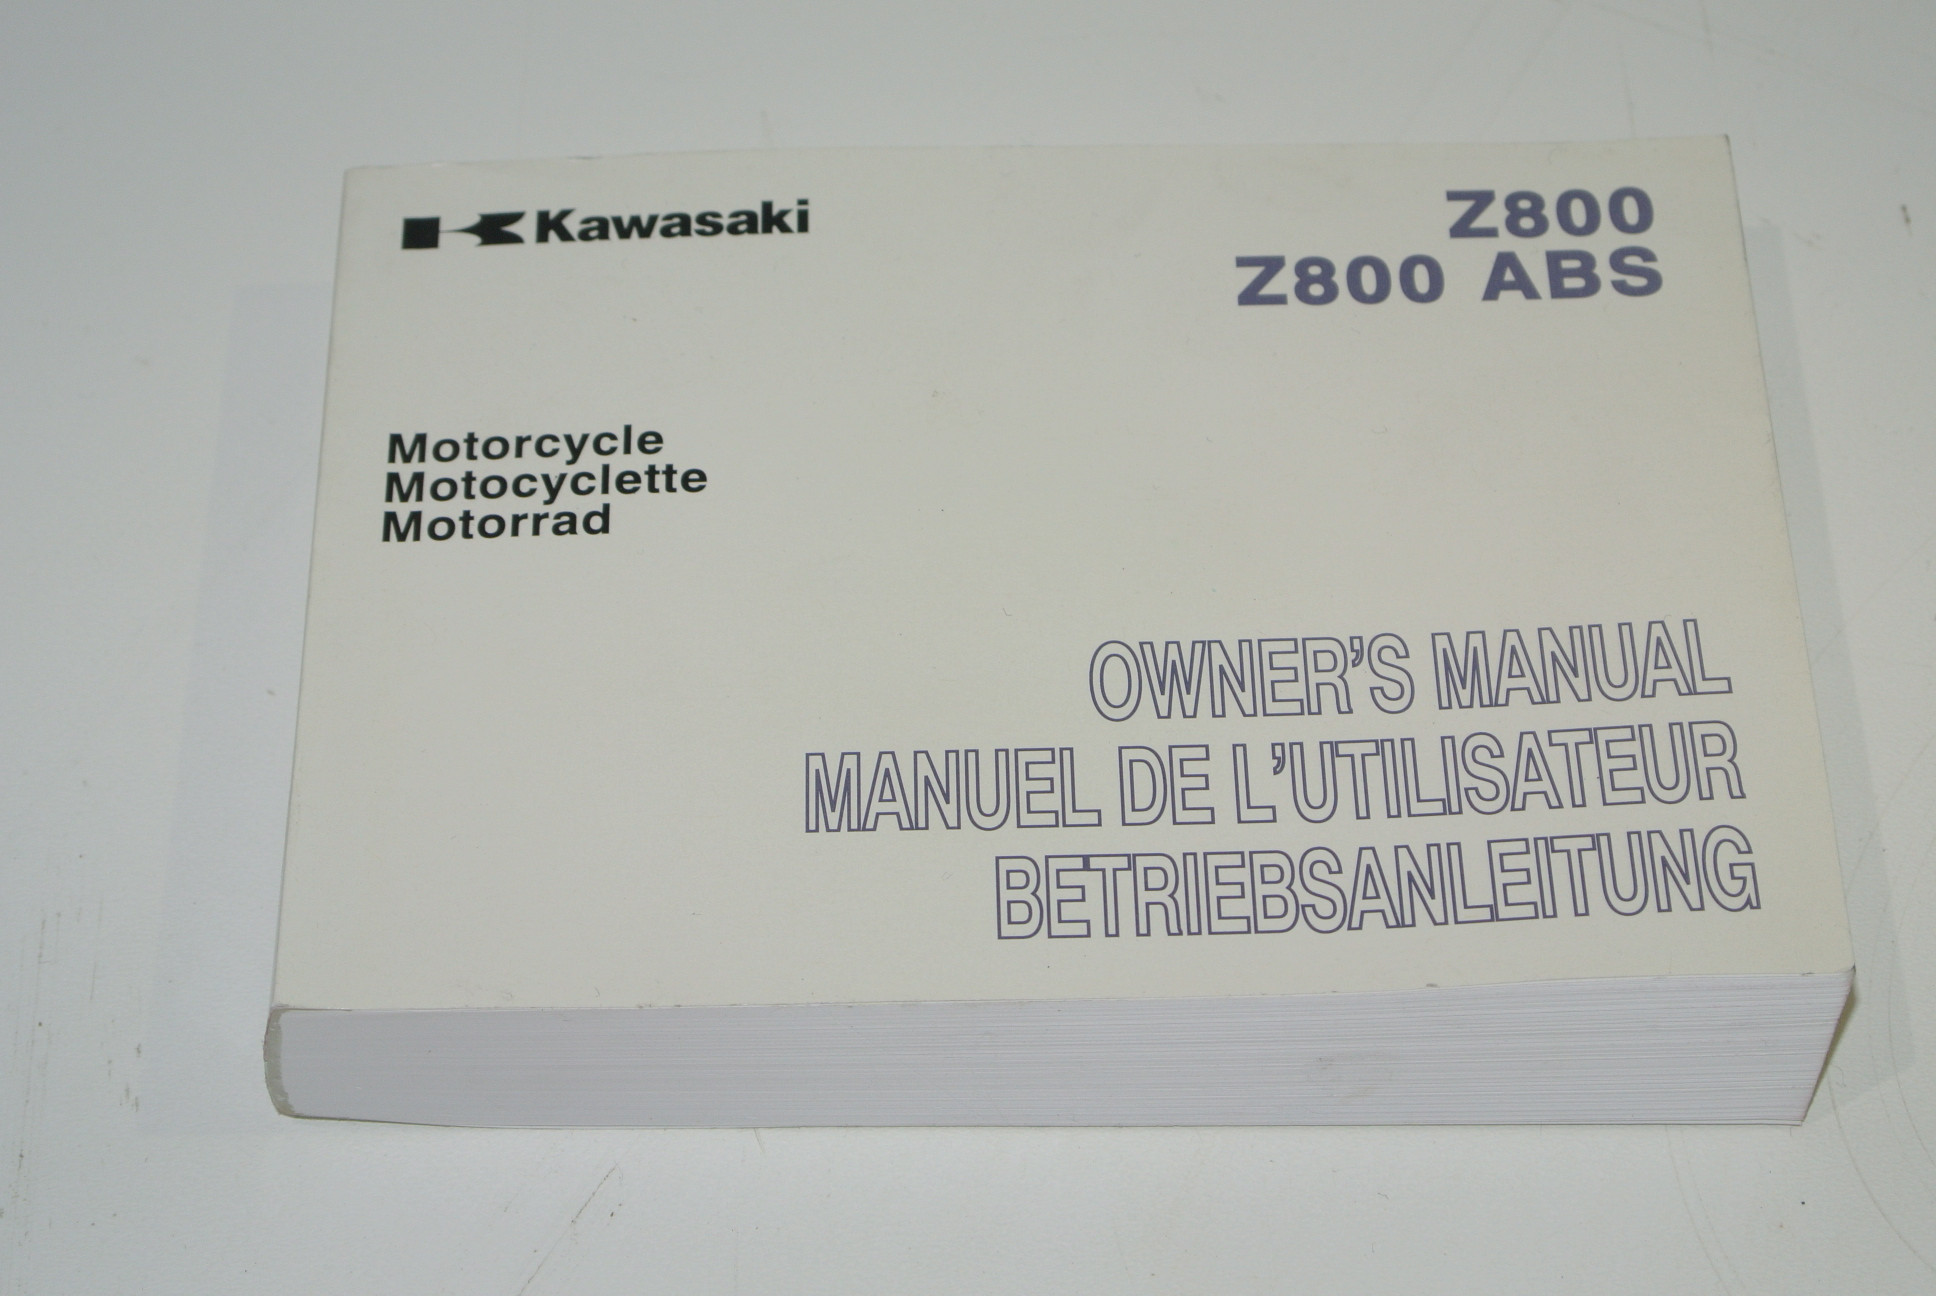 Kawasaki
Z800
Z800 ABS
Motorcycle
Motocyclette
Motorrad
OWNER'S MANUAL
MANUEL DE L'UTILISATEUR
BETRIEBSANLEITUNG